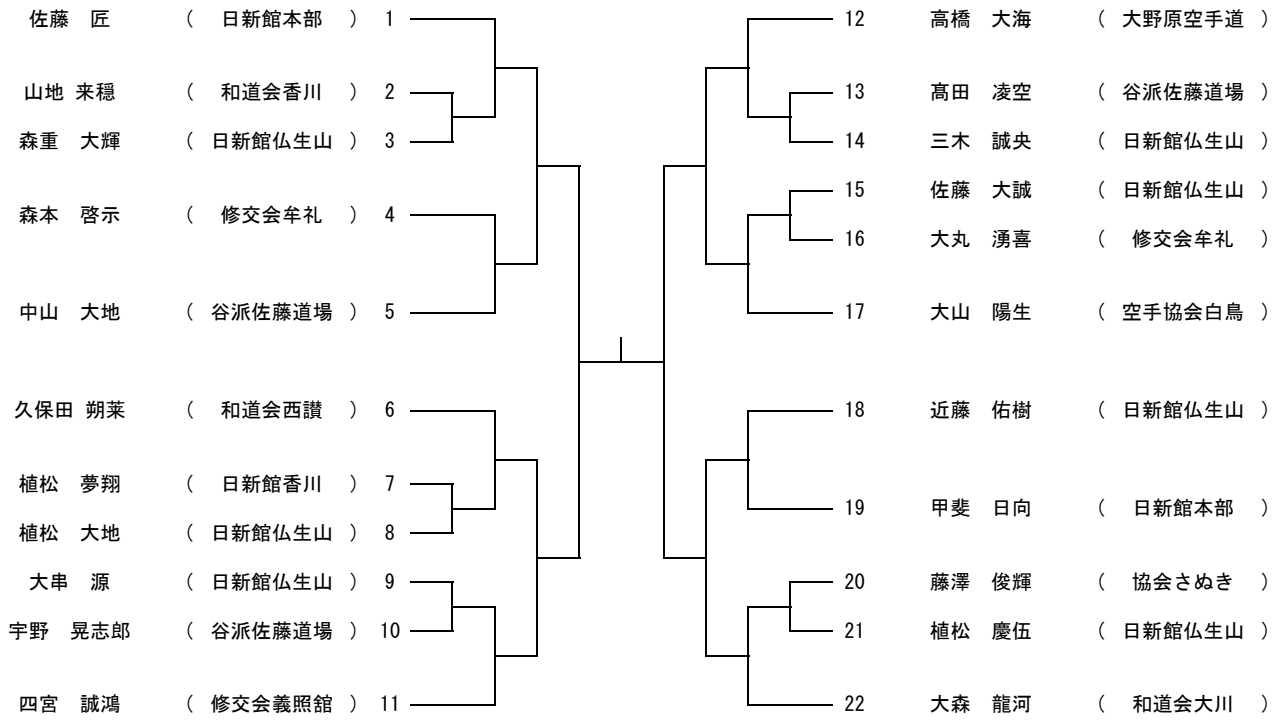 佐藤　匠 （ 日新館本部 ） 1
山地 来穏 （ 和道会香川 ） 2
森重　大輝 （ 日新館仏生山 ） 3
森本　啓示 （ 修交会牟礼 ） 4
中山　大地 （ 谷派佐藤道場 ） 5
久保田 朔莱 （ 和道会西讃 ） 6
植松　夢翔 （ 日新館香川 ） 7
植松　大地 （ 日新館仏生山 ） 8
大串　源 （ 日新館仏生山 ） 9
宇野　晃志郎 （ 谷派佐藤道場 ） 10
四宮　誠鴻 （ 修交会義照舘 ） 11
12 高橋　大海 （ 大野原空手道 ）
13 髙田　凌空 （ 谷派佐藤道場 ）
14 三木　誠央 （ 日新館仏生山 ）
15 佐藤　大誠 （ 日新館仏生山 ）
16 大丸　湧喜 （ 修交会牟礼 ）
17 大山　陽生 （ 空手協会白鳥 ）
18 近藤　佑樹 （ 日新館仏生山 ）
19 甲斐　日向 （ 日新館本部 ）
20 藤澤　俊輝 （ 協会さぬき ）
21 植松　慶伍 （ 日新館仏生山 ）
22 大森　龍河 （ 和道会大川 ）